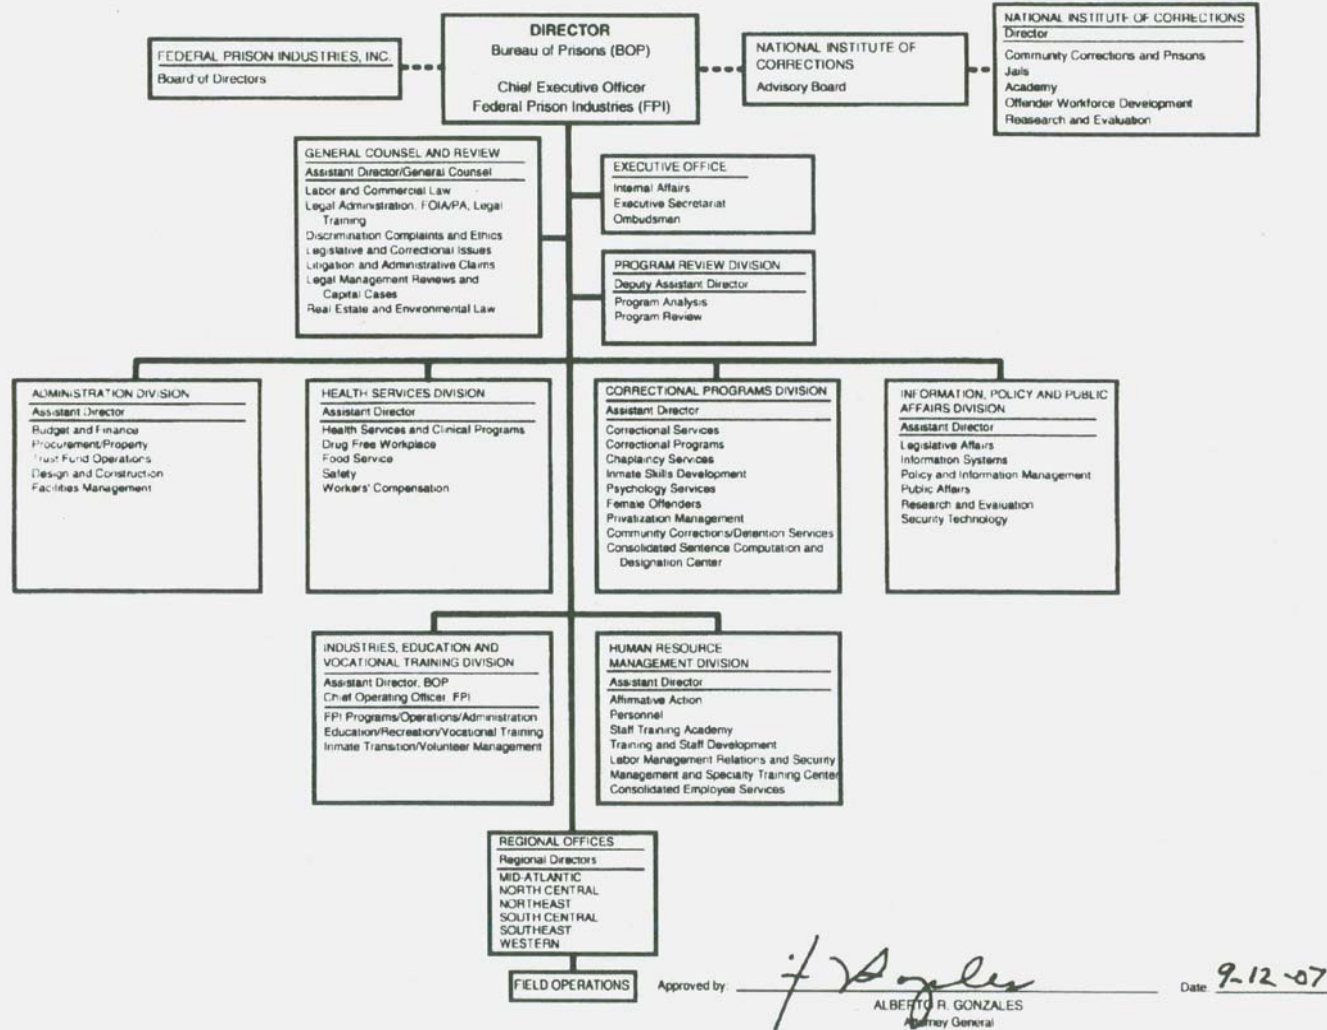 FEDERAL PRISON INDUSTRIES, INC.
Board of Directors
DIRECTOR
Bureau of Prisons (BOP)
Chief Executive Officer
Federal Prison Industries (FPI)
NATIONAL INSTITUTE OF
CORRECTIONS
Advisory Board
NATIONAL INSTITUTE OF CORRECTIONS
Director
Community Corrections and Prisons
Jails
Academy
Offender Workforce Development
Reasearch and Evaluation
GENERAL COUNSEL AND REVIEW
Assistant Director/General Counsel
Labor and Commercial Law
Legal Administration, FOIA/PA, Legal
Training
Discrimination Complaints and Ethics
Legislative and Correctional Issues
Litigation and Administrative Claims
Legal Management Reviews and
Capital Cases
Real Estate and Environmental Law
EXECUTIVE OFFICE
Internal Affairs
Executive Secretariat
Ombudsman
PROGRAM REVIEW DIVISION
Deputy Assistant Director
Program Analysis
Program Review
ADMINISTRATION DIVISION
Assistant Director
Budget and Finance
Procurement/Property
Trust Fund Operations
Design and Construction
Facilities Management
HEALTH SERVICES DIVISION
Assistant Director
Health Services and Clinical Programs
Drug Free Workplace
Food Service
Safety
Workers' Compensation
CORRECTIONAL PROGRAMS DIVISION
Assistant Director
Correctional Services
Correctional Programs
Chaplaincy Services
Inmate Skills Development
Psychology Services
Female Offenders
Privatization Management
Community Corrections/Detention Services
Consolidated Sentence Computation and
Designation Center
INFORMATION, POLICY AND PUBLIC
AFFAIRS DIVISION
Assistant Director
Legislative Affairs
Information Systems
Policy and Information Management
Public Affairs
Research and Evaluation
Security Technology
INDUSTRIES, EDUCATION AND
VOCATIONAL TRAINING DIVISION
Assistant Director, BOP
Chief Operating Officer, FPI
FPI Programs/Operations/Administration
Education/Recreation/Vocational Training
Inmate Transition/Volunteer Management
HUMAN RESOURCE
MANAGEMENT DIVISION
Assistant Director
Affirmative Action
Personnel
Staff Training Academy
Training and Staff Development
Labor Management Relations and Security
Management and Specialty Training Center
Consolidated Employee Services
REGIONAL OFFICES
Regional Directors
MID-ATLANTIC
NORTH CENTRAL
NORTHEAST
SOUTH CENTRAL
SOUTHEAST
WESTERN
FIELD OPERATIONS
Approved by:
ALBERTO R. GONZALES
Attorney General
Date 9-12-07